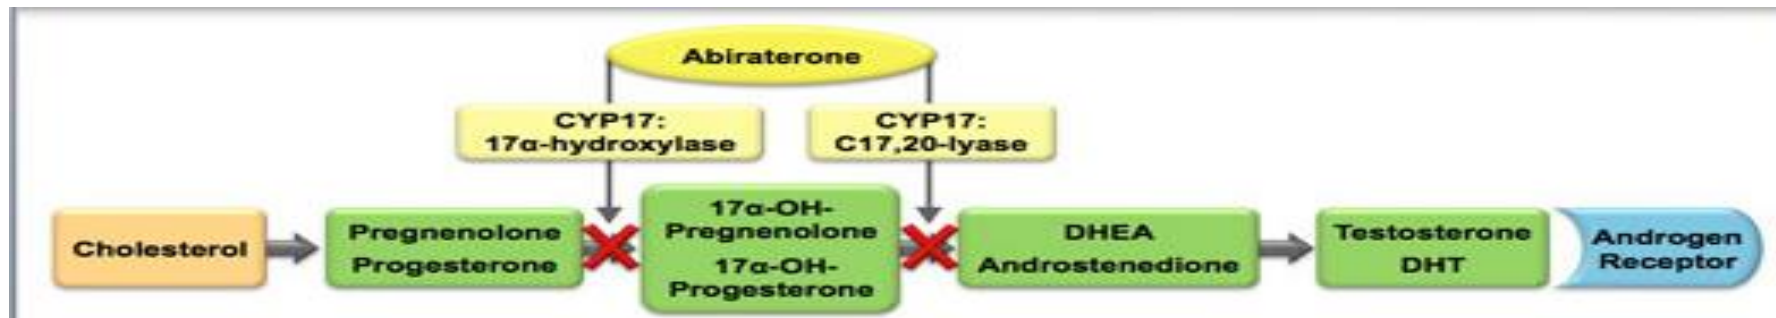 Abiraterone
CYP17:
17α-hydroxylase
CYP17:
C17,20-lyase
Cholesterol
Pregnenolone
Progesterone
17α-OH-
Pregnenolone
17α-OH-
Progesterone
DHEA
Androstenedione
Testosterone
DHT
Androgen
Receptor